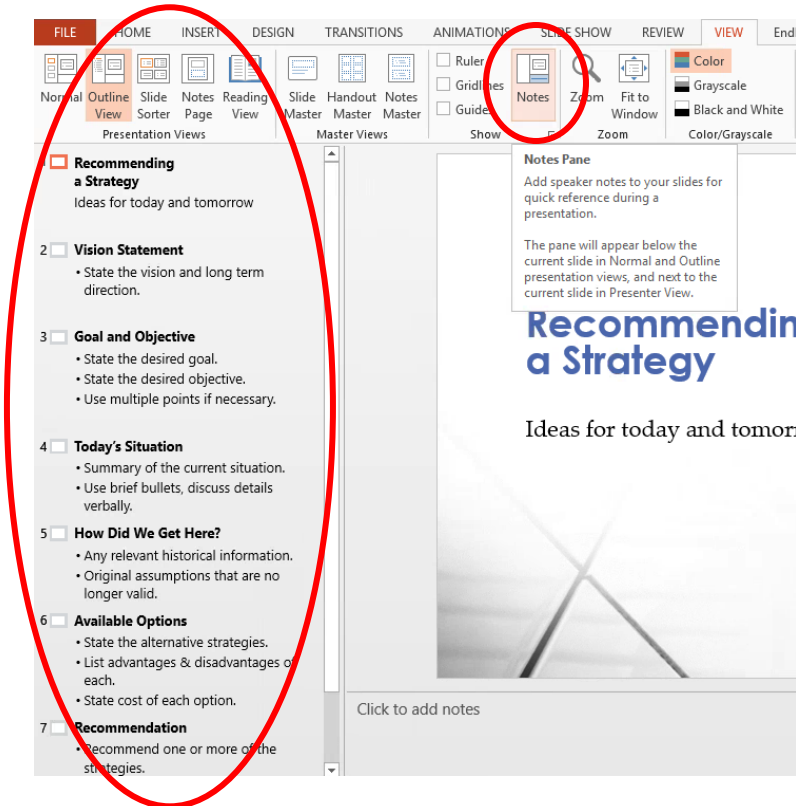 FILE HOME INSERT DESIGN TRANSITIONS ANIMATIONS SLIDE SHOW REVIEW VIEW
Ruler
Color
Gridlines
Grayscale
Guides
Black and White
Normal Outline Slide Notes Reading Slide Handout Notes Notes Zoom Fit to
View Sorter Page View Master Master Master Window
Presentation Views Master Views Show Zoom Color/Grayscale
1 Recommending
a Strategy
Ideas for today and tomorrow
2 Vision Statement
• State the vision and long term
direction.
3 Goal and Objective
• State the desired goal.
• State the desired objective.
• Use multiple points if necessary.
4 Today's Situation
• Summary of the current situation.
• Use brief bullets, discuss details
verbally.
5 How Did We Get Here?
• Any relevant historical information.
• Original assumptions that are no
longer valid.
6 Available Options
• State the alternative strategies.
• List advantages & disadvantages of
each.
• State cost of each option.
7 Recommendation
• Recommend one or more of the
strategies.
Notes Pane
Add speaker notes to your slides for
quick reference during a
presentation.
The pane will appear below the
current slide in Normal and Outline
presentation views, and next to the
current slide in Presenter View.
Recommendin
a Strategy
Ideas for today and tomorr
Click to add notes